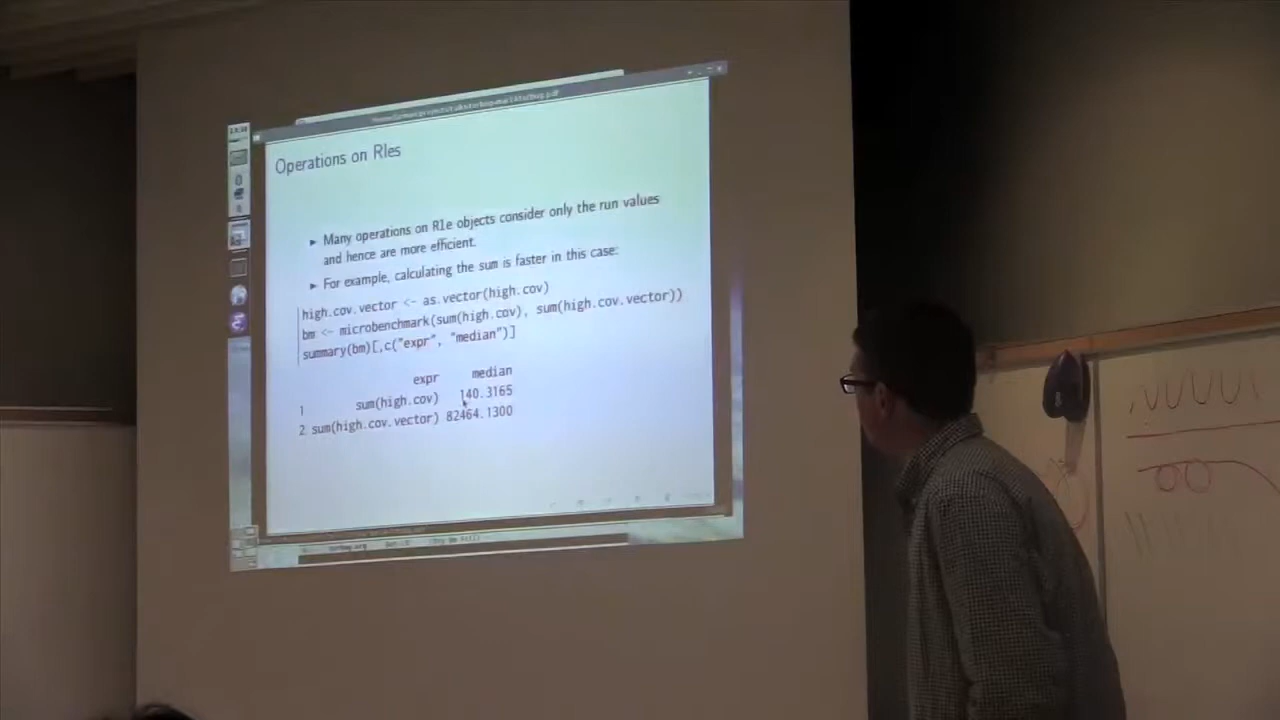 Operations on Rles
► Many operations on Rle objects consider only the run values
and hence are more efficient.
► For example, calculating the sum is faster in this case:
high.cov.vector <- as.vector(high.cov)
bm <- microbenchmark(sum(high.cov), sum(high.cov.vector))
summary(bm)[,c("expr", "median")]
expr median
1 sum(high.cov) 140.3165
2 sum(high.cov.vector) 82464.1300